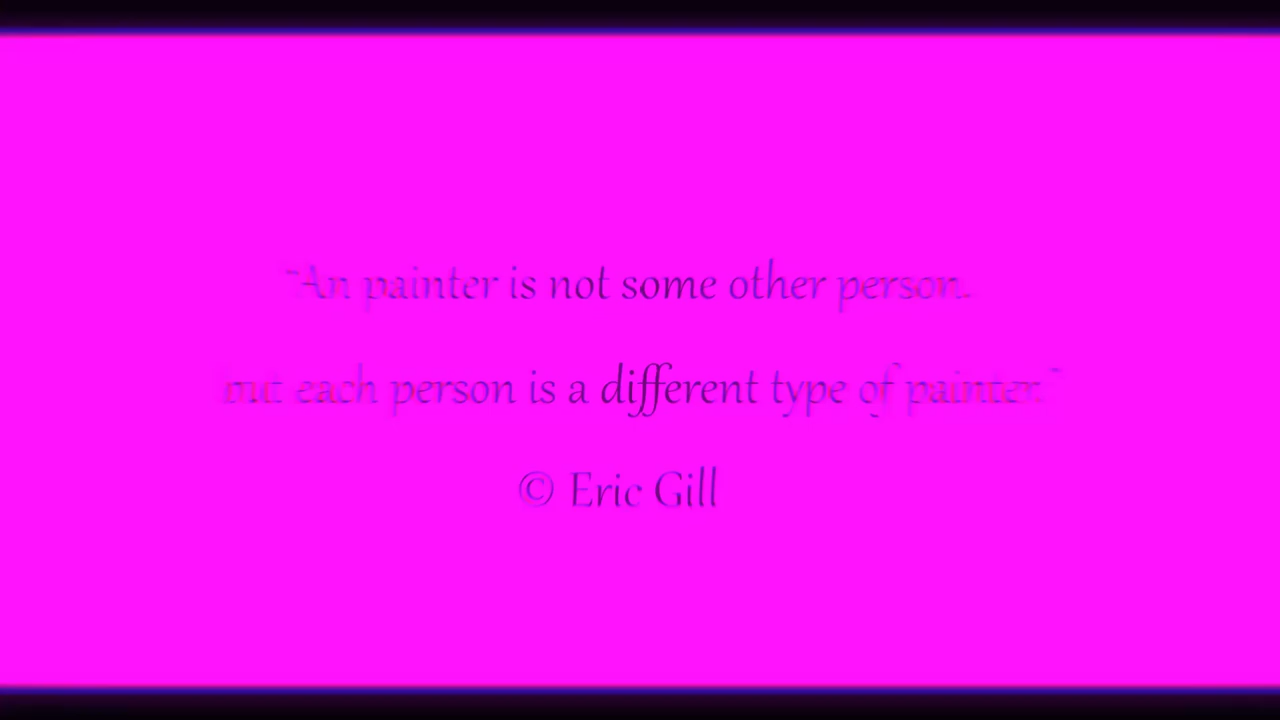 "An painter is not some other person.
but each person is a different type of painter."
© Eric Gill